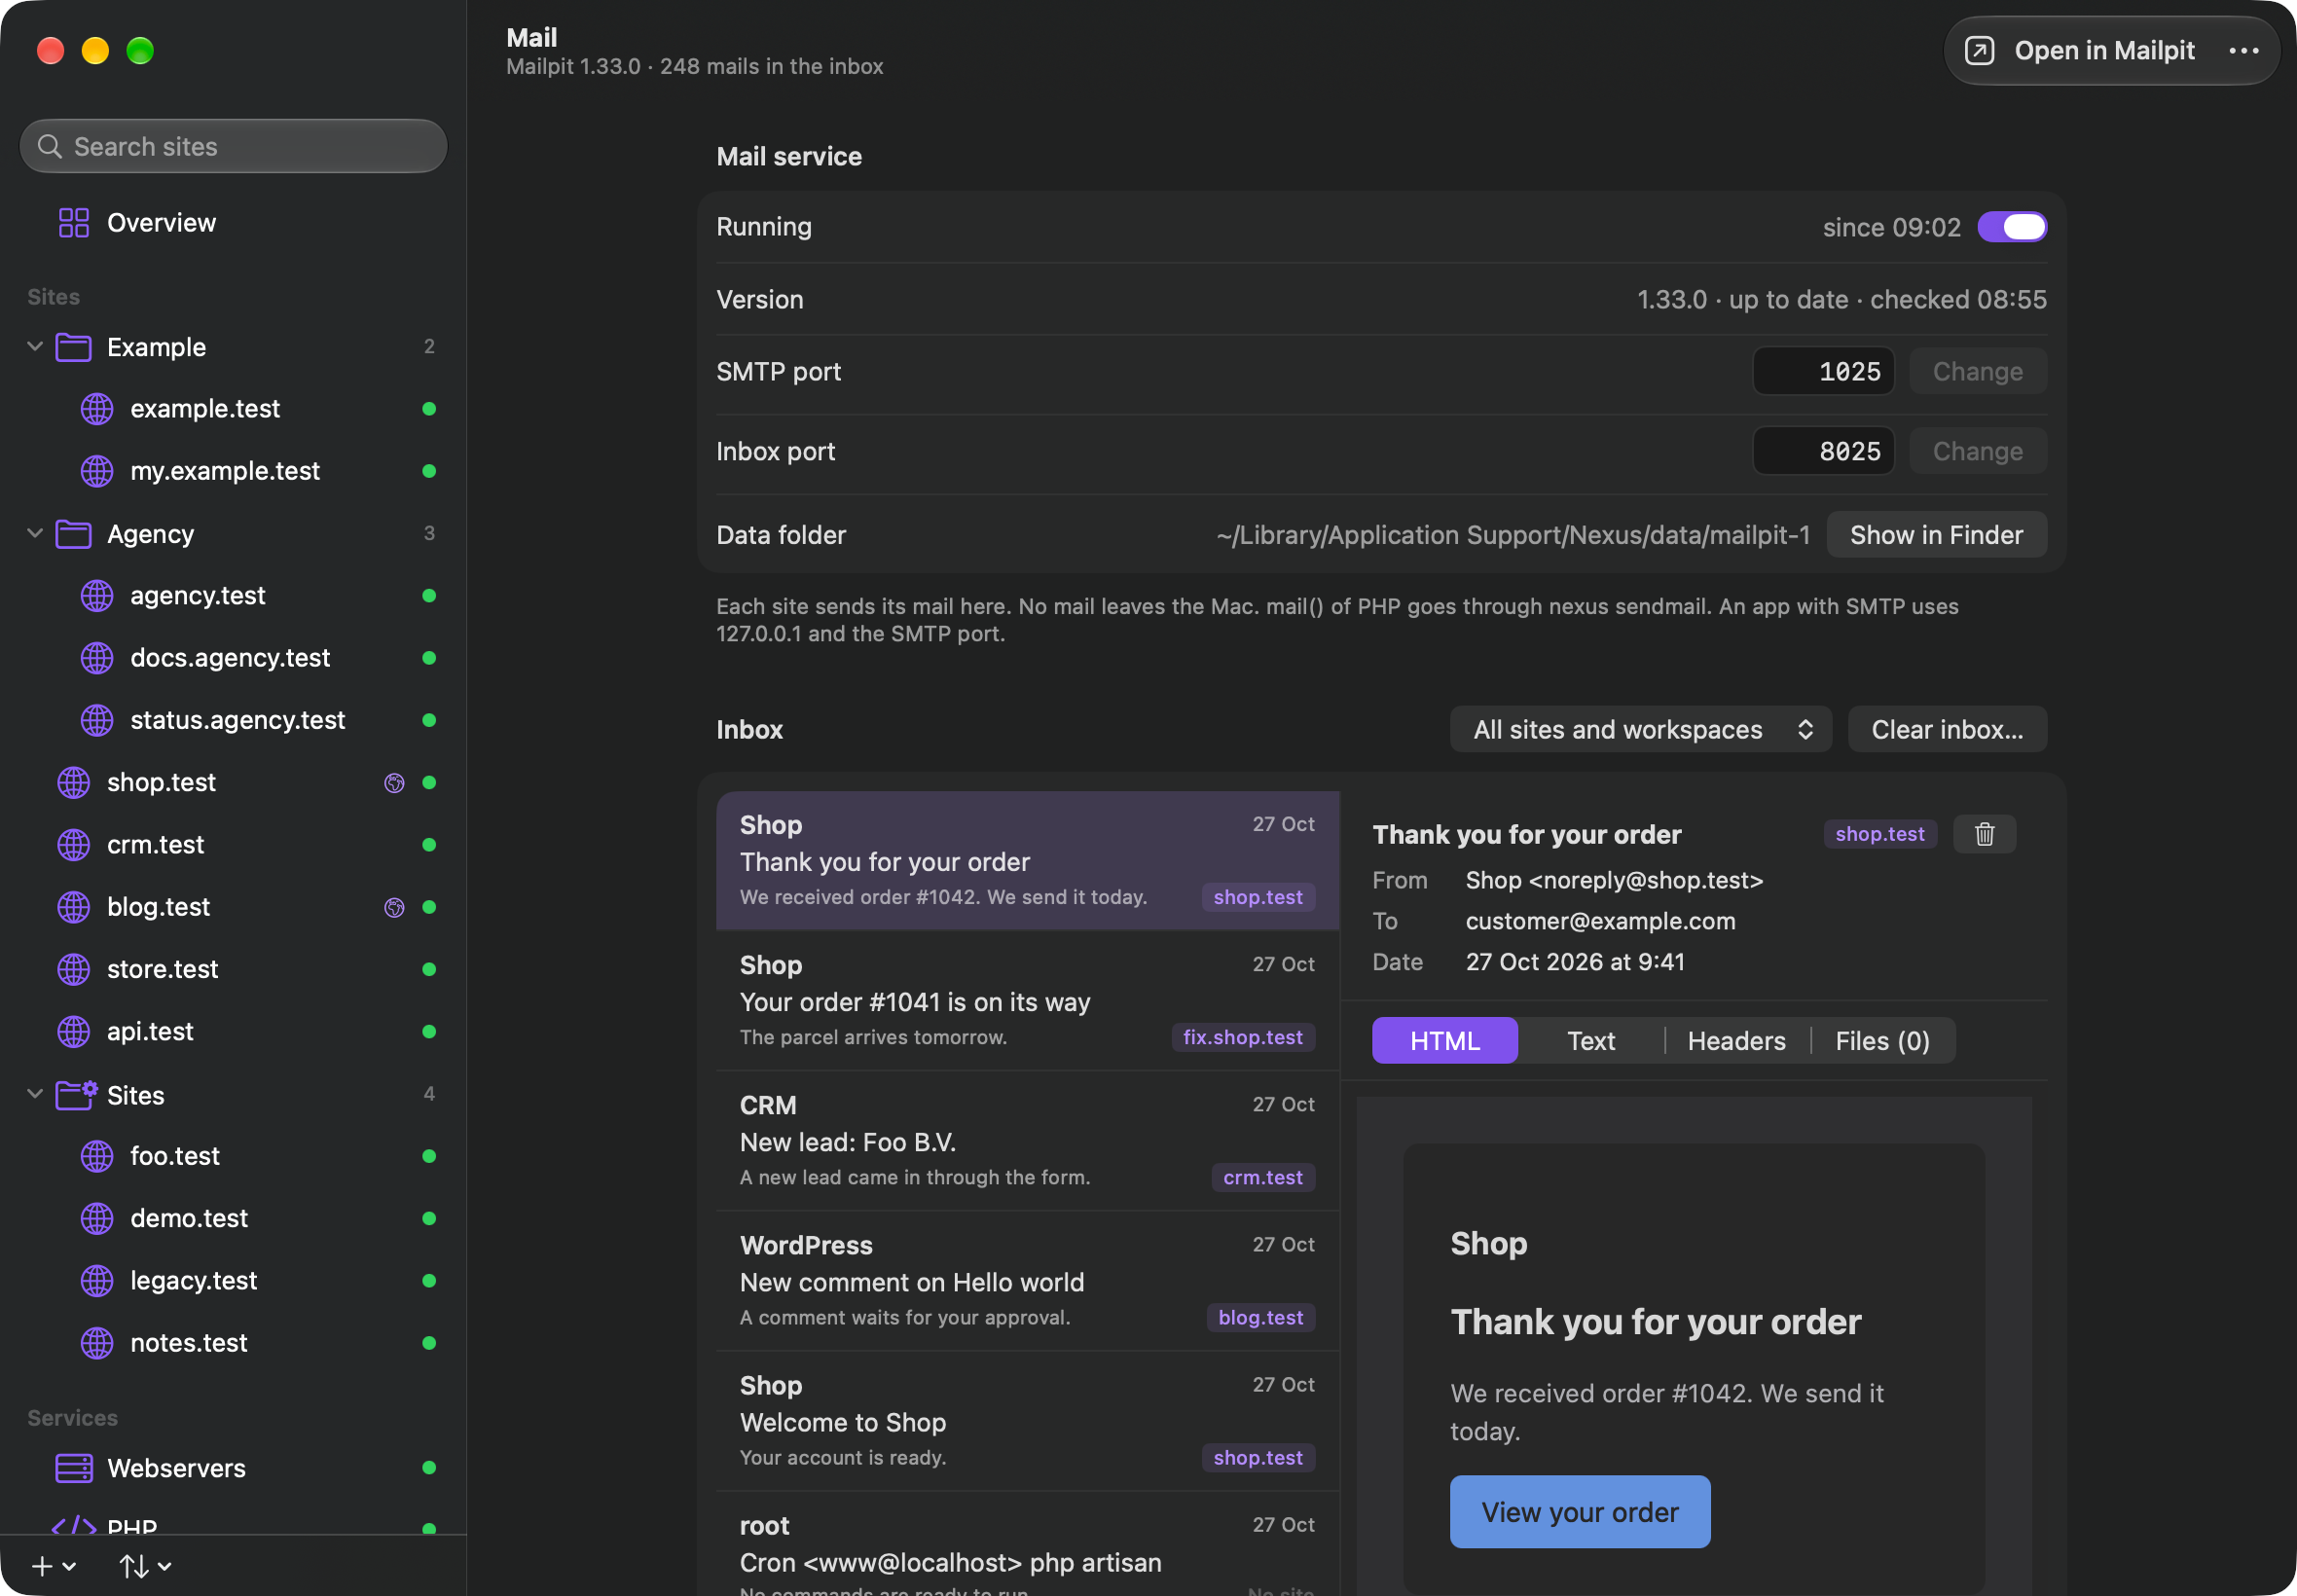 Mail
Mailpit 1.33.0 · 248 mails in the inbox
Open in Mailpit
Search sites
Overview
Sites
Example 2
example.test
my.example.test
Agency 3
agency.test
docs.agency.test
status.agency.test
shop.test
crm.test
blog.test
store.test
api.test
Sites 4
foo.test
demo.test
legacy.test
notes.test
Services
Webservers
PHP
Mail service
Running since 09:02
Version 1.33.0 · up to date · checked 08:55
SMTP port 1025 Change
Inbox port 8025 Change
Data folder ~/Library/Application Support/Nexus/data/mailpit-1 Show in Finder
Each site sends its mail here. No mail leaves the Mac. mail() of PHP goes through nexus sendmail. An app with SMTP uses
127.0.0.1 and the SMTP port.
Inbox All sites and workspaces Clear inbox...
Shop 27 Oct
Thank you for your order
We received order #1042. We send it today. shop.test
Shop 27 Oct
Your order #1041 is on its way
The parcel arrives tomorrow. fix.shop.test
CRM 27 Oct
New lead: Foo B.V.
A new lead came in through the form. crm.test
WordPress 27 Oct
New comment on Hello world
A comment waits for your approval. blog.test
Shop 27 Oct
Welcome to Shop
Your account is ready. shop.test
root 27 Oct
Cron <www@localhost> php artisan
No commands are ready to run. No site
Thank you for your order shop.test
From Shop <noreply@shop.test>
To customer@example.com
Date 27 Oct 2026 at 9:41
HTML Text Headers Files (0)
Shop
Thank you for your order
We received order #1042. We send it
today.
View your order